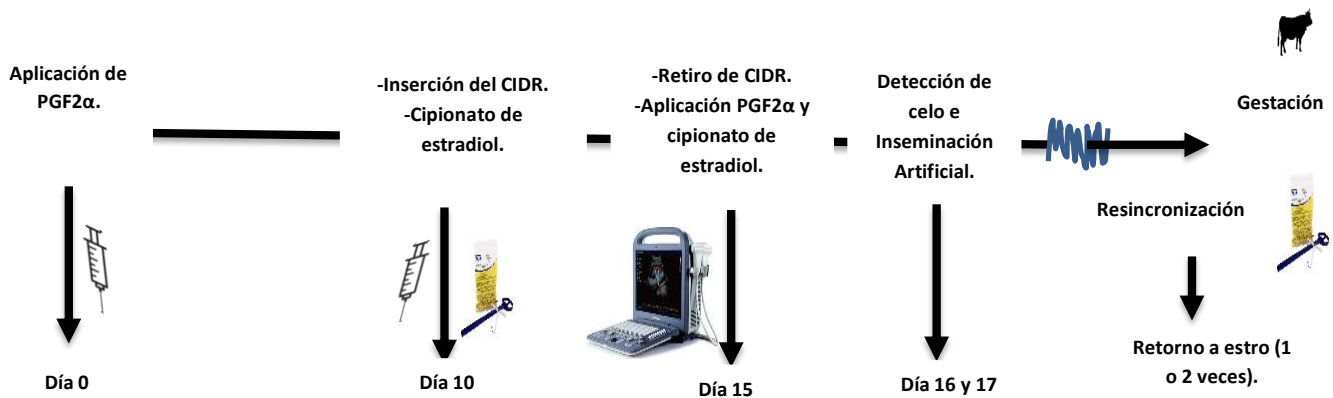 Aplicación de
PGF2α.
-Inserción del CIDR.
-Cipionato de
estradiol.
-Retiro de CIDR.
-Aplicación PGF2α y
cipionato de
estradiol.
Detección de
celo e
Inseminación
Artificial.
Gestación
Resincronización
Retorno a estro (1
o 2 veces).
Día 0
Día 10
Día 15
Día 16 y 17